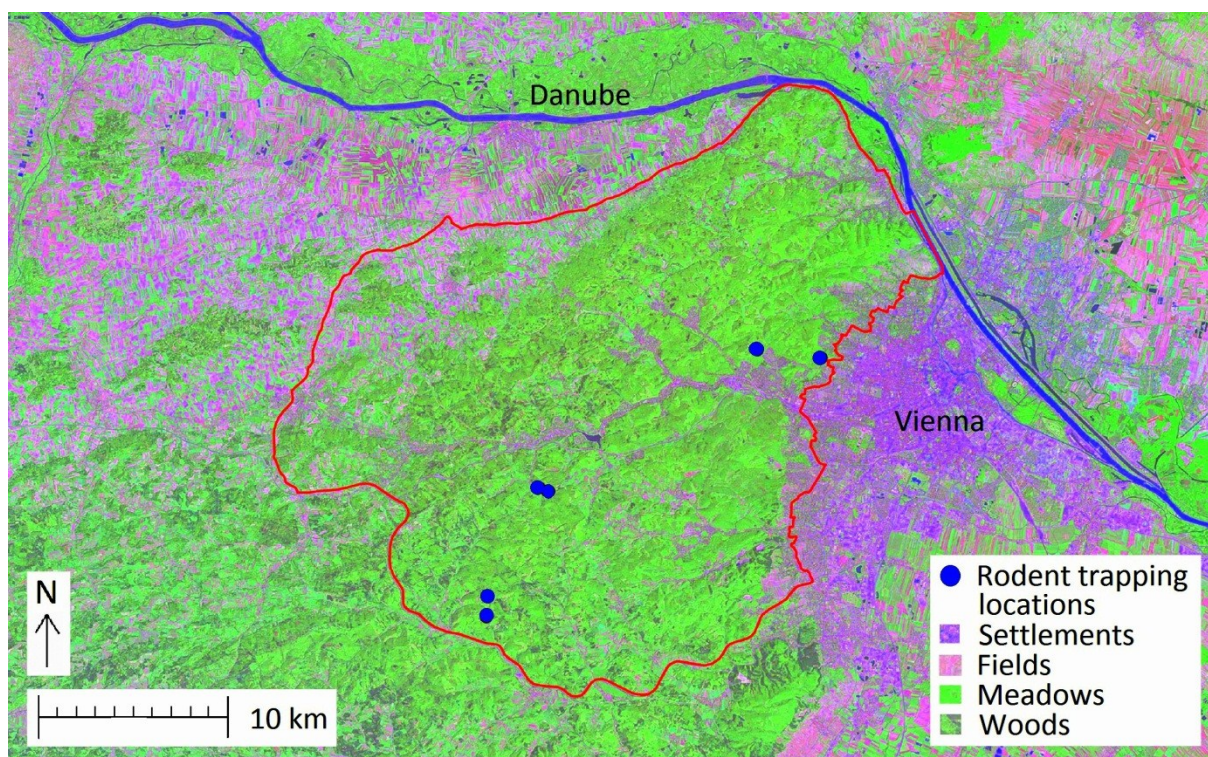 Danube
Vienna
N
10 km
Rodent trapping
locations
Settlements
Fields
Meadows
Woods